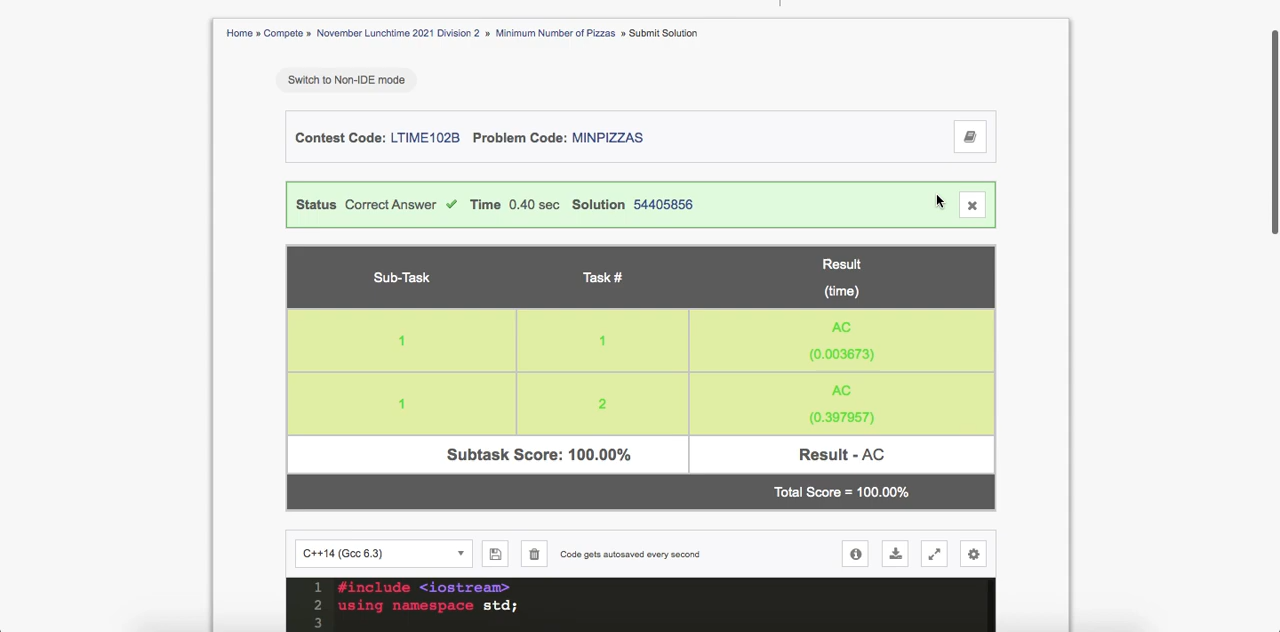 Home » Compete » November Lunchtime 2021 Division 2 » Minimum Number of Pizzas » Submit Solution
Switch to Non-IDE mode
Contest Code: LTIME102B Problem Code: MINPIZZAS
Status Correct Answer ✔ Time 0.40 sec Solution 54405856
Sub-Task Task # Result
(time)
1 1 AC
(0.003673)
1 2 AC
(0.397957)
Subtask Score: 100.00% Result - AC
Total Score = 100.00%
C++14 (Gcc 6.3) Code gets autosaved every second
1 #include <iostream>
2 using namespace std;
3